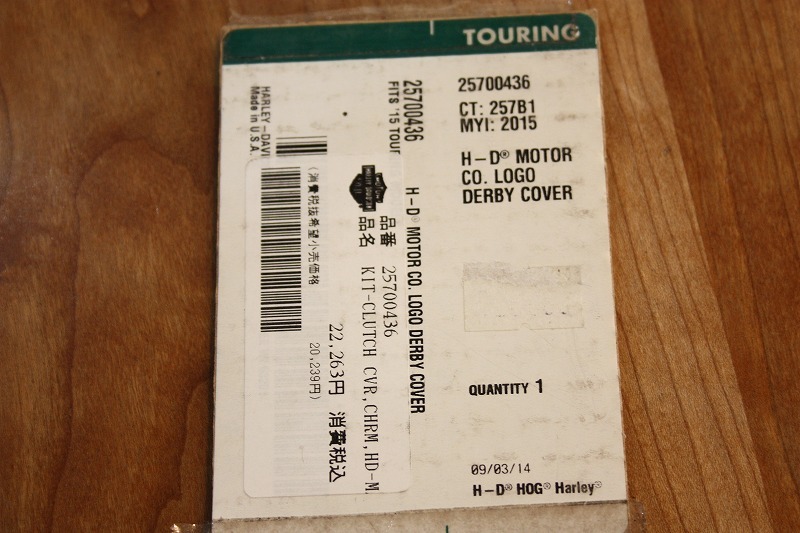 TOURING
25700436
CT: 257B1
MYI: 2015
H-D® MOTOR
CO. LOGO
DERBY COVER
QUANTITY 1
09/03/14
H-D® HOG® Harley®
25700436
FITS '15 TOUR
H-D® MOTOR CO. LOGO DERBY COVER
HARLEY-DAVI
Made in U.S.A.
品番 25700436
品名 KIT-CLUTCH CVR,CHRM,HD-M
22,263円 消費税込
(消費税抜希望小売価格 20,239円)